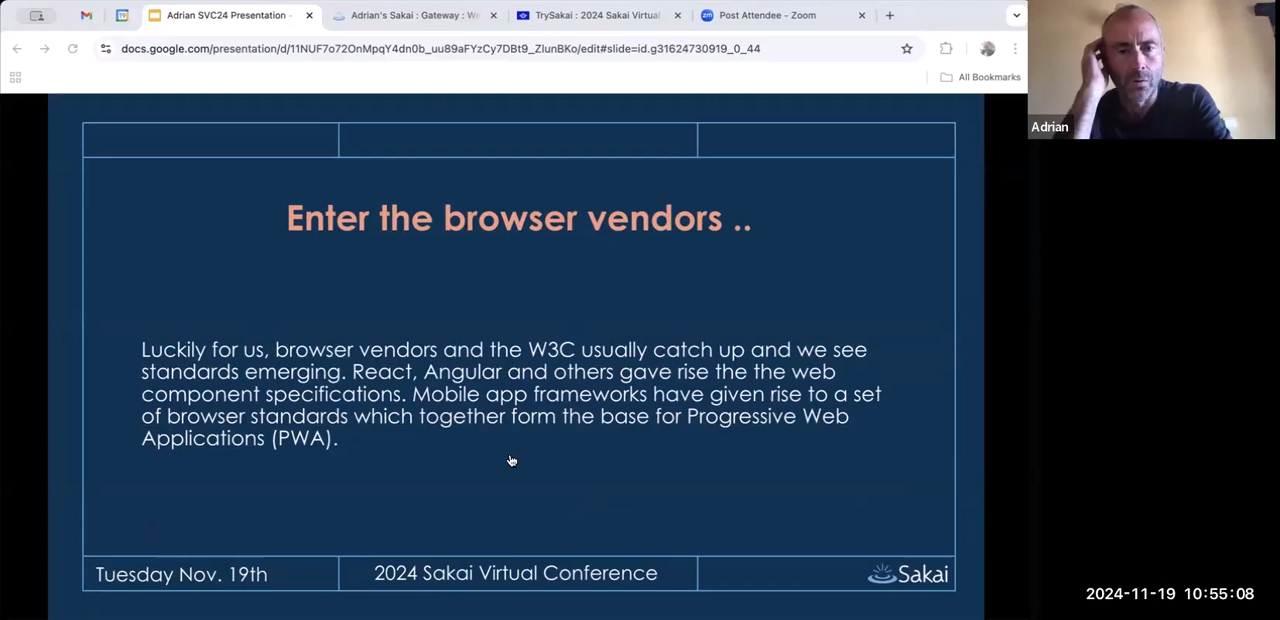 Adrian SVC24 Presentation -
Adrian's Sakai : Gateway : We
TrySakai : 2024 Sakai Virtual
Post Attendee - Zoom
docs.google.com/presentation/d/11NUF7o72OnMpqY4dn0b_uu89aFYzCy7DBt9_ZlunBKo/edit#slide=id.g31624730919_0_44
All Bookmarks
Adrian
Enter the browser vendors ..
Luckily for us, browser vendors and the W3C usually catch up and we see
standards emerging. React, Angular and others gave rise the the web
component specifications. Mobile app frameworks have given rise to a set
of browser standards which together form the base for Progressive Web
Applications (PWA).
Tuesday Nov. 19th
2024 Sakai Virtual Conference
Sakai
2024-11-19 10:55:08